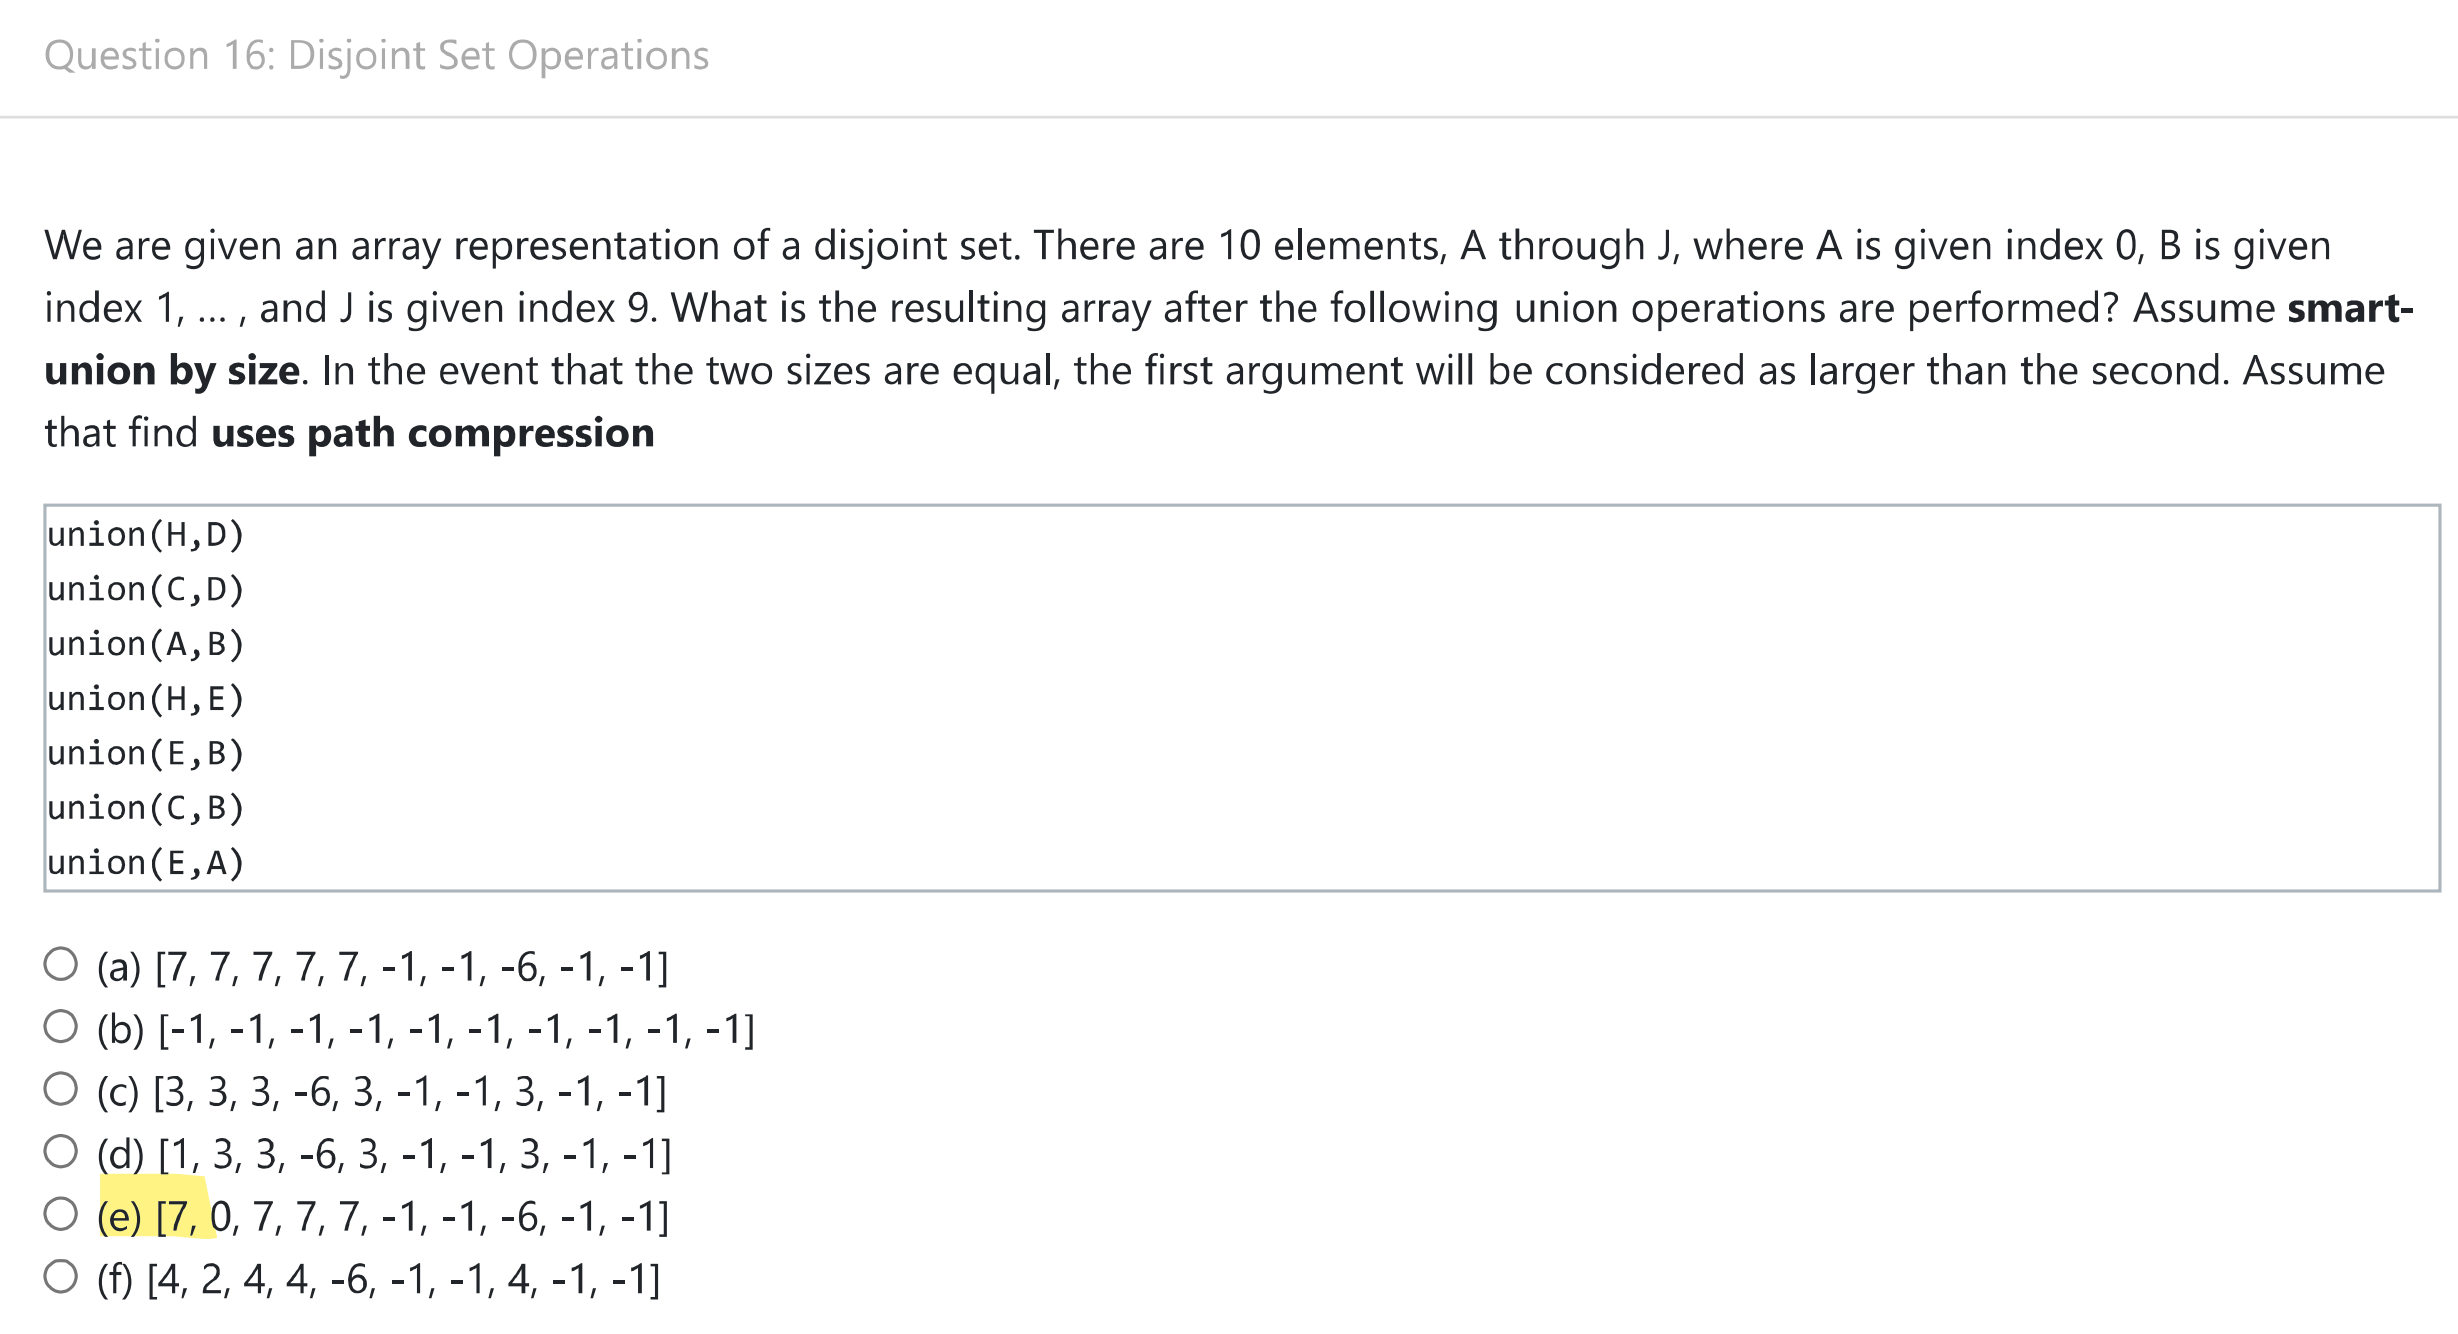 Question 16: Disjoint Set Operations
We are given an array representation of a disjoint set. There are 10 elements, A through J, where A is given index 0, B is given
index 1, ... , and J is given index 9. What is the resulting array after the following union operations are performed? Assume smart-
union by size. In the event that the two sizes are equal, the first argument will be considered as larger than the second. Assume
that find uses path compression
union(H,D)
union(C,D)
union(A,B)
union(H,E)
union(E,B)
union(C,B)
union(E,A)
(a) [7, 7, 7, 7, 7, -1, -1, -6, -1, -1]
(b) [-1, -1, -1, -1, -1, -1, -1, -1, -1, -1]
(c) [3, 3, 3, -6, 3, -1, -1, 3, -1, -1]
(d) [1, 3, 3, -6, 3, -1, -1, 3, -1, -1]
(e) [7, 0, 7, 7, 7, -1, -1, -6, -1, -1]
(f) [4, 2, 4, 4, -6, -1, -1, 4, -1, -1]